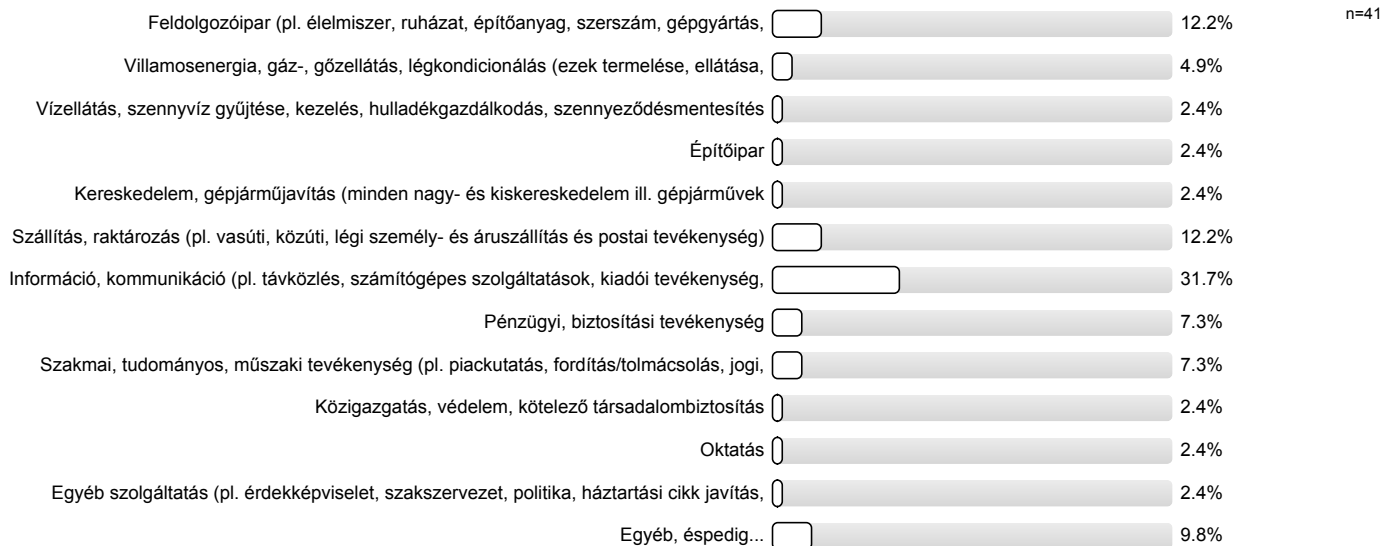 Feldolgozóipar (pl. élelmiszer, ruházat, építőanyag, szerszám, gépgyártás, 12.2% n=41
Villamosenergia, gáz-, gőzellátás, légkondicionálás (ezek termelése, ellátása, 4.9%
Vízellátás, szennyvíz gyűjtése, kezelés, hulladékgazdálkodás, szennyeződésmentesítés 2.4%
Építőipar 2.4%
Kereskedelem, gépjárműjavítás (minden nagy- és kiskereskedelem ill. gépjárművek 2.4%
Szállítás, raktározás (pl. vasúti, közúti, légi személy- és áruszállítás és postai tevékenység) 12.2%
Információ, kommunikáció (pl. távközlés, számítógépes szolgáltatások, kiadói tevékenység, 31.7%
Pénzügyi, biztosítási tevékenység 7.3%
Szakmai, tudományos, műszaki tevékenység (pl. piackutatás, fordítás/tolmácsolás, jogi, 7.3%
Közigazgatás, védelem, kötelező társadalombiztosítás 2.4%
Oktatás 2.4%
Egyéb szolgáltatás (pl. érdekképviselet, szakszervezet, politika, háztartási cikk javítás, 2.4%
Egyéb, éspedig... 9.8%